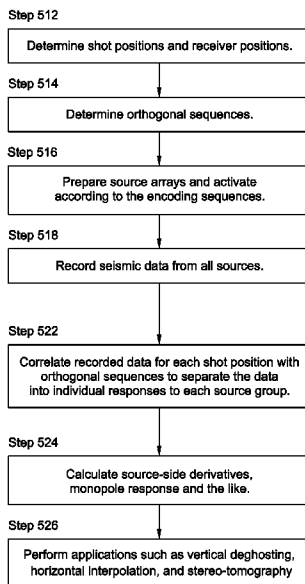 Step 512
Determine shot positions and receiver positions.
Step 514
Determine orthogonal sequences.
Step 516
Prepare source arrays and activate
according to the encoding sequences.
Step 518
Record seismic data from all sources.
Step 522
Correlate recorded data for each shot position with
orthogonal sequences to separate the data
into individual responses to each source group.
Step 524
Calculate source-side derivatives,
monopole response and the like.
Step 526
Perform applications such as vertical deghosting,
horizontal interpolation, and stereo-tomography